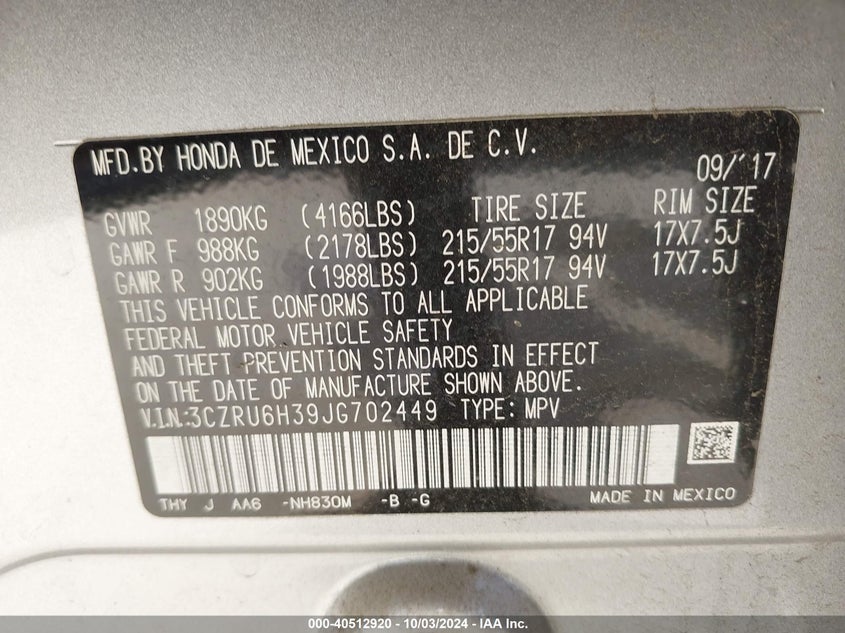 MFD.BY HONDA DE MEXICO S.A. DE C.V. 09/'17
GVWR 1890KG (4166LBS) TIRE SIZE RIM SIZE
GAWR F 988KG (2178LBS) 215/55R17 94V 17X7.5J
GAWR R 902KG (1988LBS) 215/55R17 94V 17X7.5J
THIS VEHICLE CONFORMS TO ALL APPLICABLE
FEDERAL MOTOR VEHICLE SAFETY
AND THEFT PREVENTION STANDARDS IN EFFECT
ON THE DATE OF MANUFACTURE SHOWN ABOVE.
V.I.N:3CZRU6H39JG702449 TYPE: MPV
THY J AA6 -NH830M -B -G MADE IN MEXICO
000-40512920 - 10/03/2024 - IAA Inc.